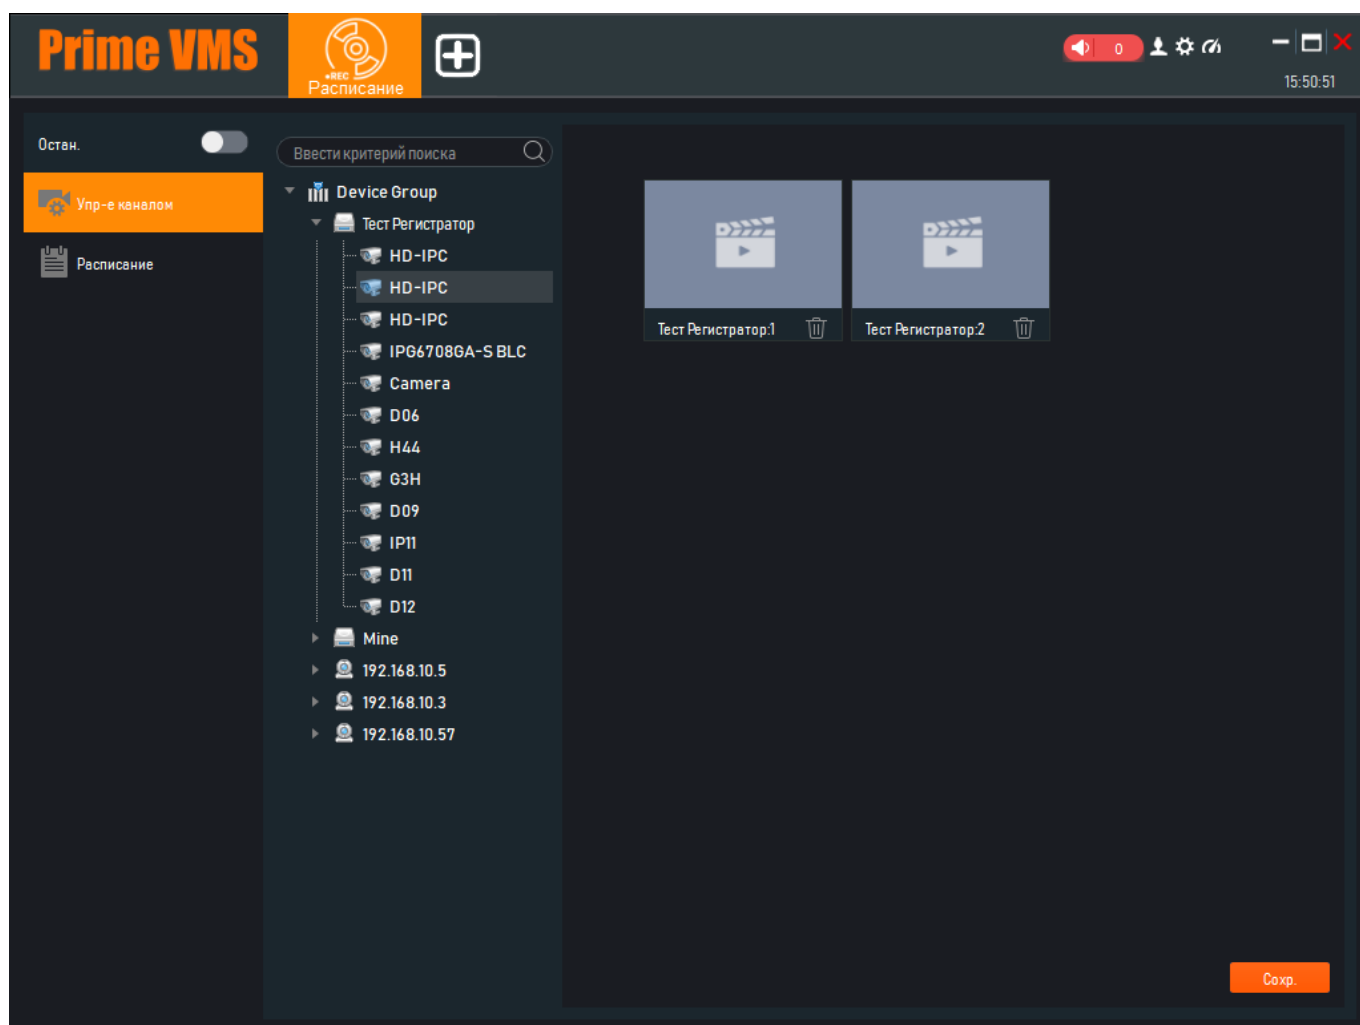 Prime VMS
•REC
Расписание
0
15:50:51
Остан.
Ввести критерий поиска
Упр-е каналом
Расписание
Device Group
Тест Регистратор
HD-IPC
HD-IPC
HD-IPC
IPG6708GA-S BLC
Camera
D06
H44
G3H
D09
IP11
D11
D12
Mine
192.168.10.5
192.168.10.3
192.168.10.57
Тест Регистратор:1
Тест Регистратор:2
Сохр.